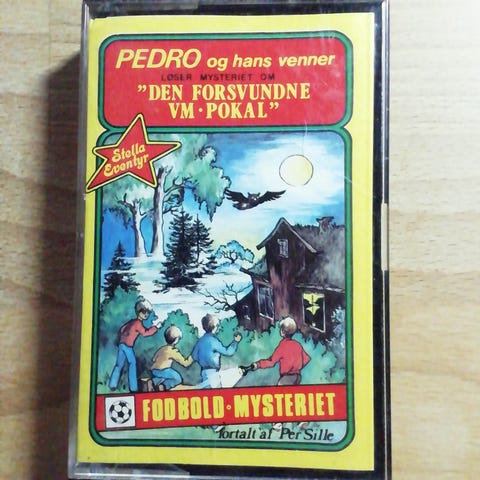 PEDRO og hans venner
LØSER MYSTERIET OM
"DEN FORSVUNDNE
VM·POKAL"
Stella
Eventyr
FODBOLD·MYSTERIET
fortalt af Per Sille